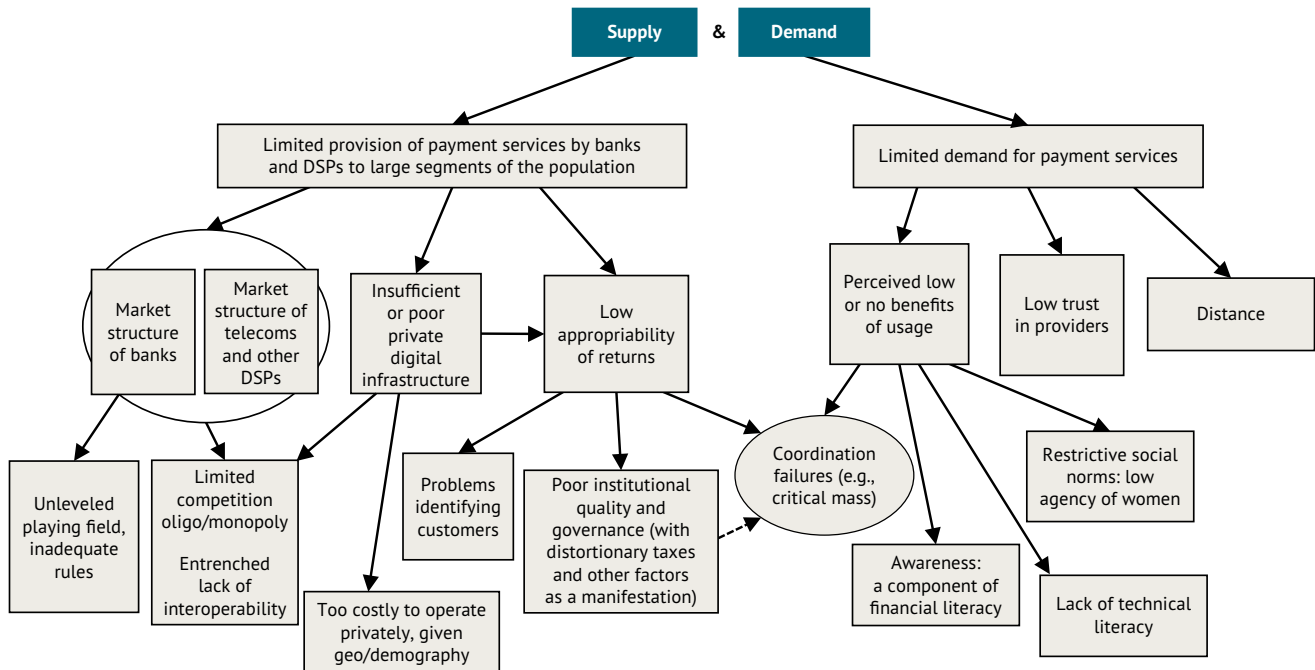 Supply
&
Demand
Limited provision of payment services by banks
and DSPs to large segments of the population
Limited demand for payment services
Market
structure
of banks
Market
structure of
telecoms
and other
DSPs
Insufficient
or poor
private
digital
infrastructure
Low
appropriability
of returns
Perceived low
or no benefits
of usage
Low trust
in providers
Distance
Unleveled
playing field,
inadequate
rules
Limited
competition
oligo/monopoly
Entrenched
lack of
interoperability
Too costly to operate
privately, given
geo/demography
Problems
identifying
customers
Poor institutional
quality and
governance (with
distortionary taxes
and other factors
as a manifestation)
Coordination
failures (e.g.,
critical mass)
Awareness:
a component of
financial literacy
Lack of technical
literacy
Restrictive social
norms: low
agency of women